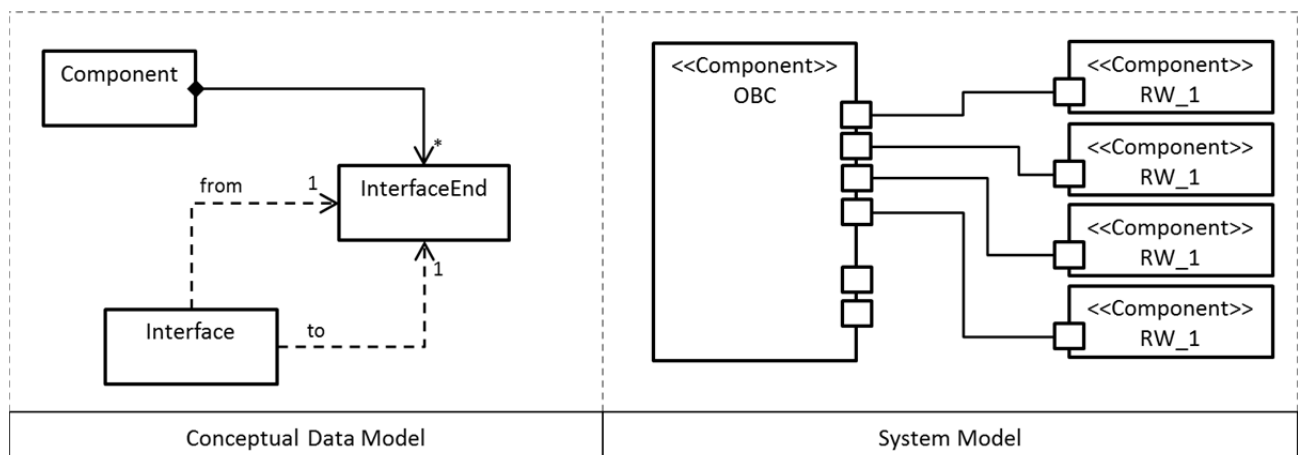 Component
*
from
1
InterfaceEnd
1
Interface
to
Conceptual Data Model
<<Component>>
OBC
<<Component>>
RW_1
<<Component>>
RW_1
<<Component>>
RW_1
<<Component>>
RW_1
System Model